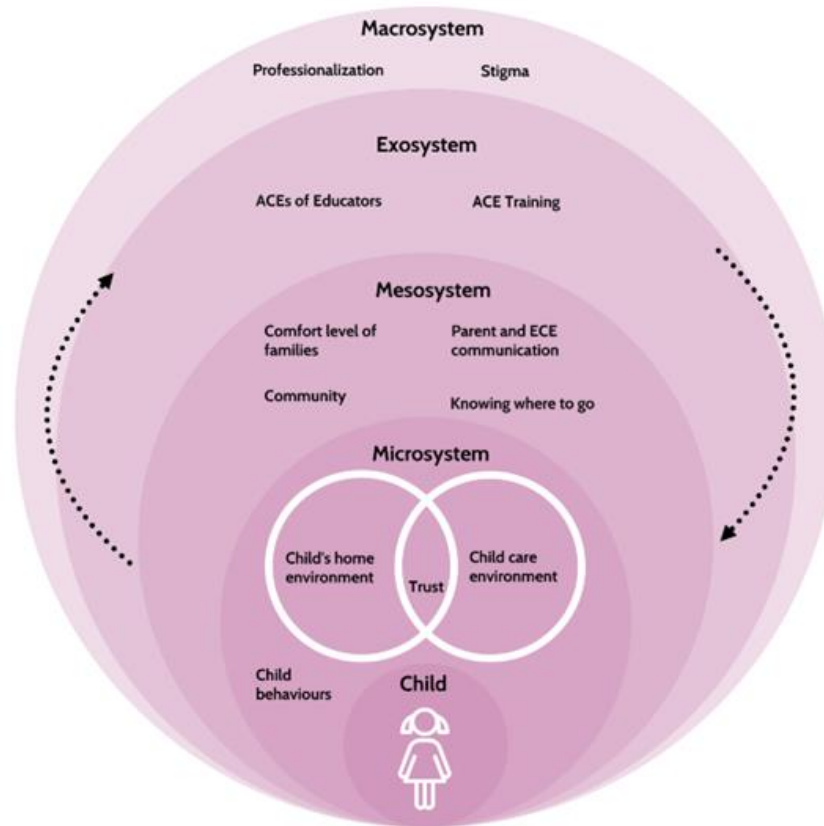 Macrosystem
Professionalization
Stigma
Exosystem
ACEs of Educators
ACE Training
Mesosystem
Comfort level of
families
Parent and ECE
communication
Community
Knowing where to go
Microsystem
Child's home
environment
Trust
Child care
environment
Child
behaviours
Child